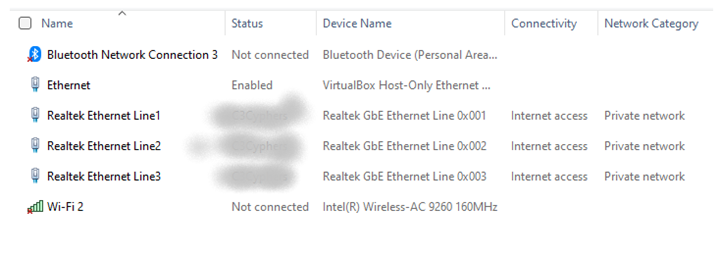 Name Status Device Name Connectivity Network Category
Bluetooth Network Connection 3 Not connected Bluetooth Device (Personal Area...
Ethernet Enabled VirtualBox Host-Only Ethernet ...
Realtek Ethernet Line1 Realtek GbE Ethernet Line 0x001 Internet access Private network
Realtek Ethernet Line2 Realtek GbE Ethernet Line 0x002 Internet access Private network
Realtek Ethernet Line3 Realtek GbE Ethernet Line 0x003 Internet access Private network
Wi-Fi 2 Not connected Intel(R) Wireless-AC 9260 160MHz